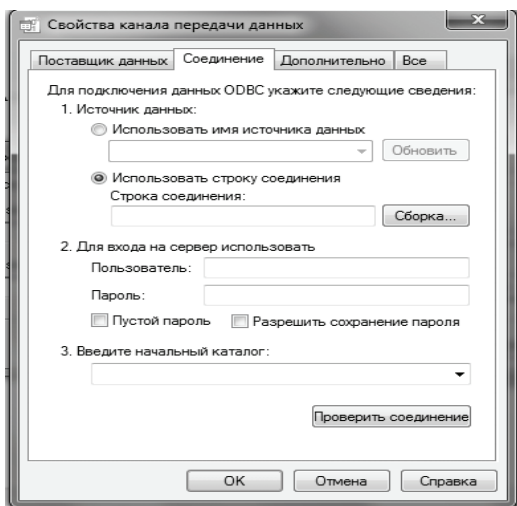 Свойства канала передачи данных
Поставщик данных Соединение Дополнительно Все
Для подключения данных ODBC укажите следующие сведения:
1. Источник данных:
Использовать имя источника данных
Обновить
Использовать строку соединения
Строка соединения:
Сборка...
2. Для входа на сервер использовать
Пользователь:
Пароль:
Пустой пароль Разрешить сохранение пароля
3. Введите начальный каталог:
Проверить соединение
OK Отмена Справка